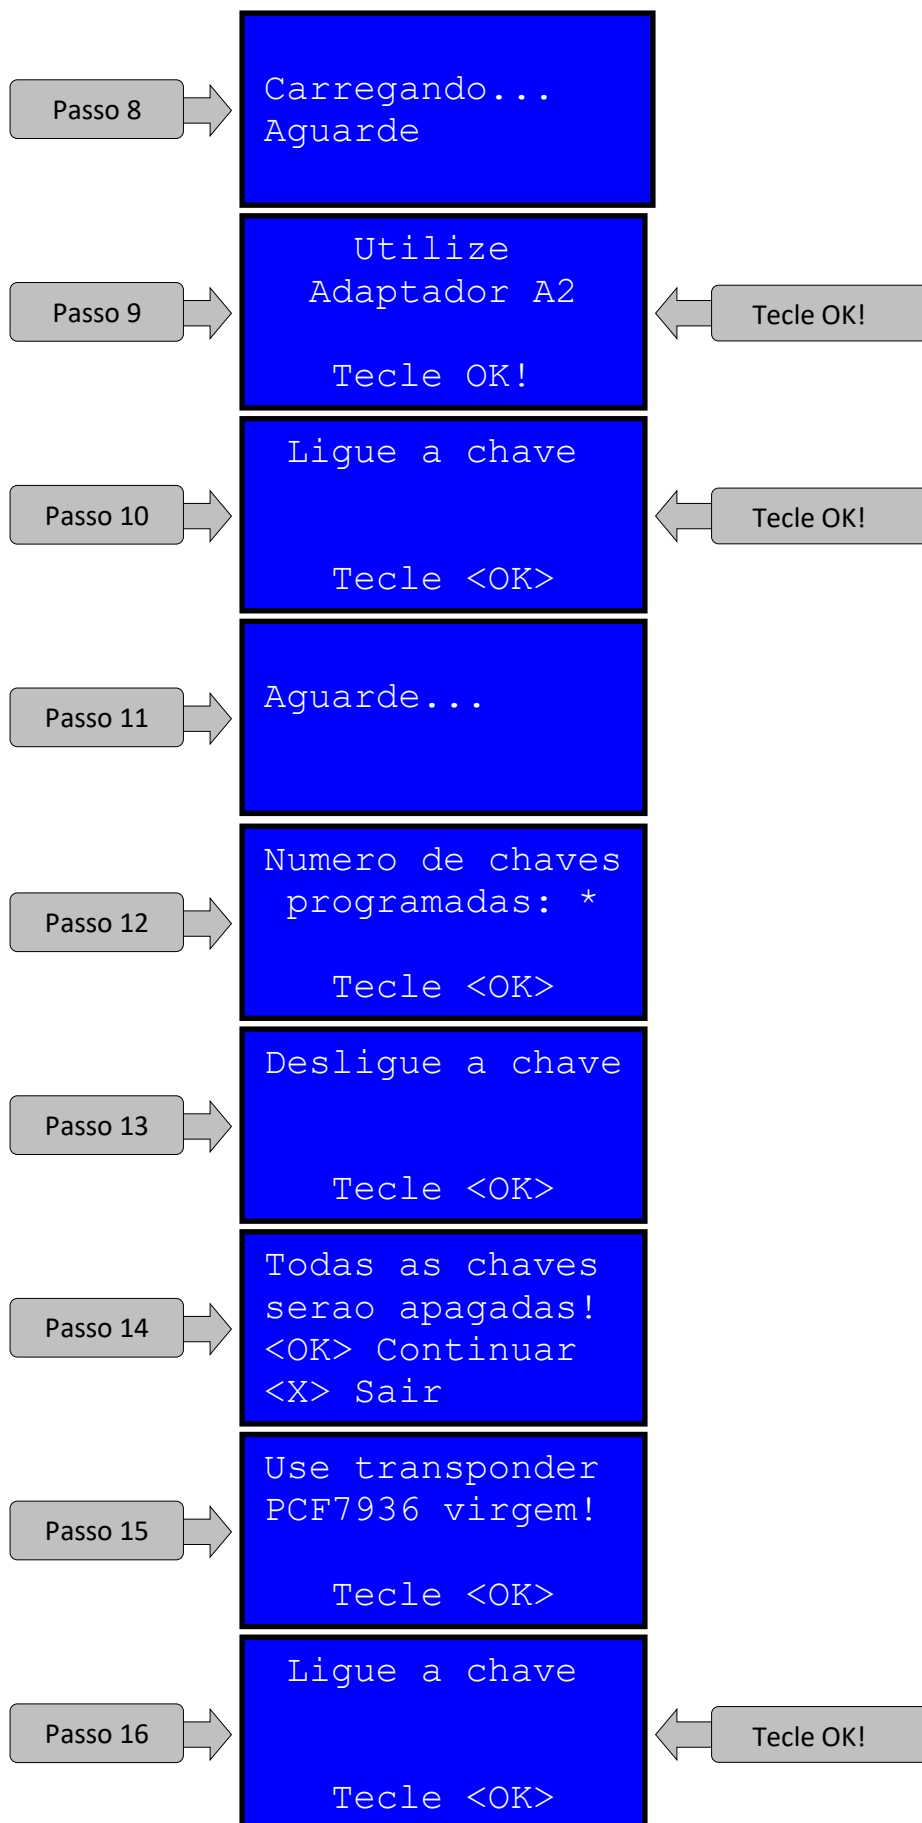 Passo 8
Carregando...
Aguarde
Passo 9
Utilize
Adaptador A2
Tecle OK!
Tecle OK!
Passo 10
Ligue a chave
Tecle <OK>
Tecle OK!
Passo 11
Aguarde...
Passo 12
Numero de chaves
programadas: *
Tecle <OK>
Passo 13
Desligue a chave
Tecle <OK>
Passo 14
Todas as chaves
serao apagadas!
<OK> Continuar
<X> Sair
Passo 15
Use transponder
PCF7936 virgem!
Tecle <OK>
Passo 16
Ligue a chave
Tecle <OK>
Tecle OK!